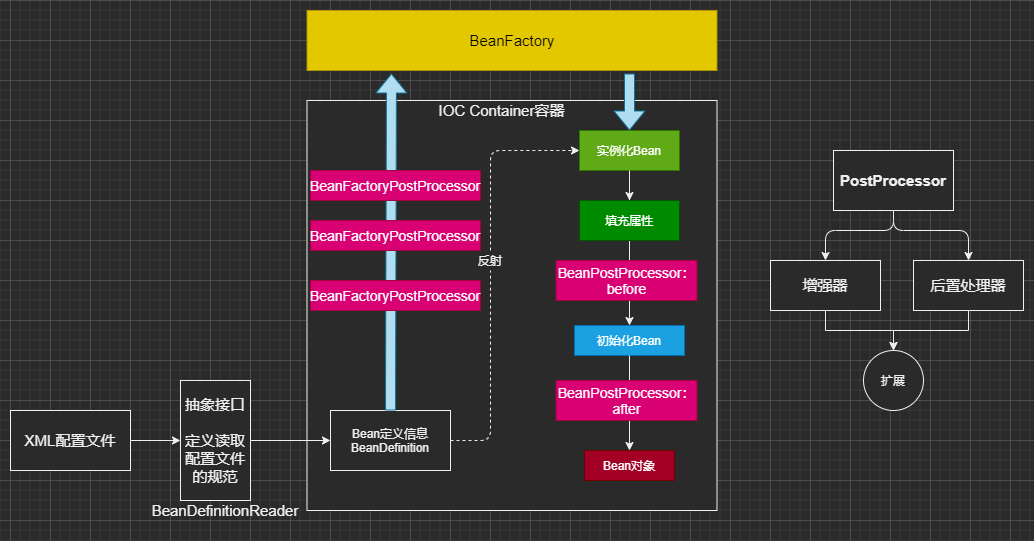 BeanFactory
IOC Container容器
实例化Bean
BeanFactoryPostProcessor
填充属性
BeanFactoryPostProcessor
反射
BeanPostProcessor：
before
BeanFactoryPostProcessor
初始化Bean
BeanPostProcessor：
after
Bean对象
XML配置文件
抽象接口
定义读取
配置文件
的规范
BeanDefinitionReader
Bean定义信息
BeanDefinition
PostProcessor
增强器
后置处理器
扩展